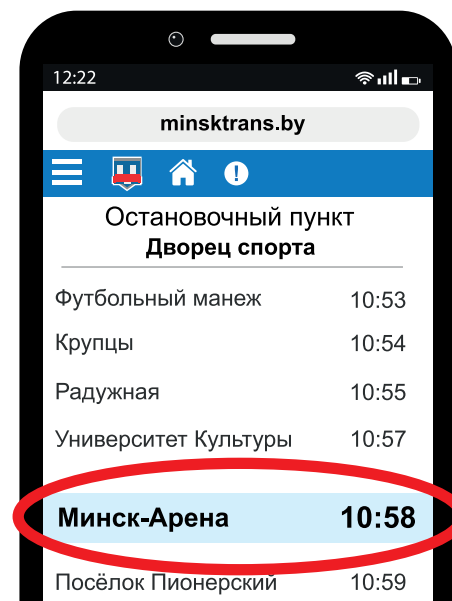 12:22
minsktrans.by
Остановочный пункт
Дворец спорта
Футбольный манеж 10:53
Крупцы 10:54
Радужная 10:55
Университет Культуры 10:57
Минск-Арена 10:58
Посёлок Пионерский 10:59